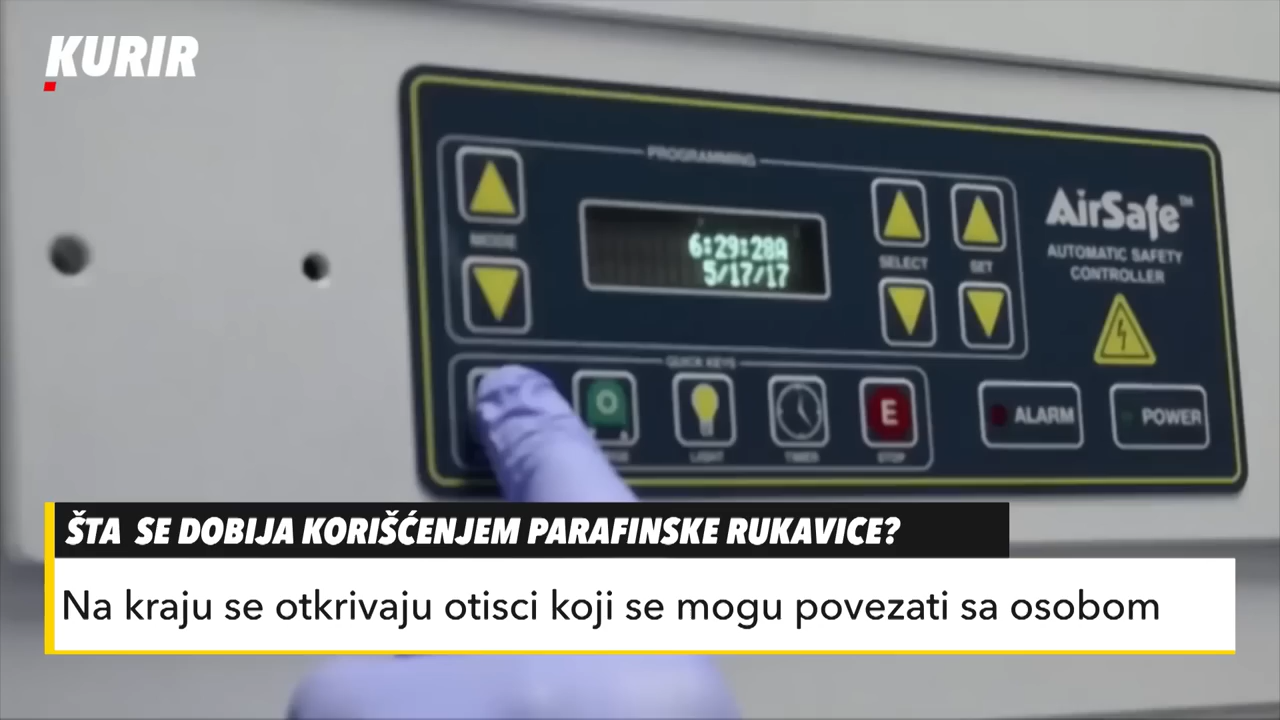 KURIR
PROGRAMMING
MODE
6:29:28A
5/17/17
SELECT
SET
AirSafe™
AUTOMATIC SAFETY
CONTROLLER
QUICK KEYS
O
E
LIGHT
TIMER
STOP
ALARM
POWER
ŠTA SE DOBIJA KORIŠĆENJEM PARAFINSKE RUKAVICE?
Na kraju se otkrivaju otisci koji se mogu povezati sa osobom